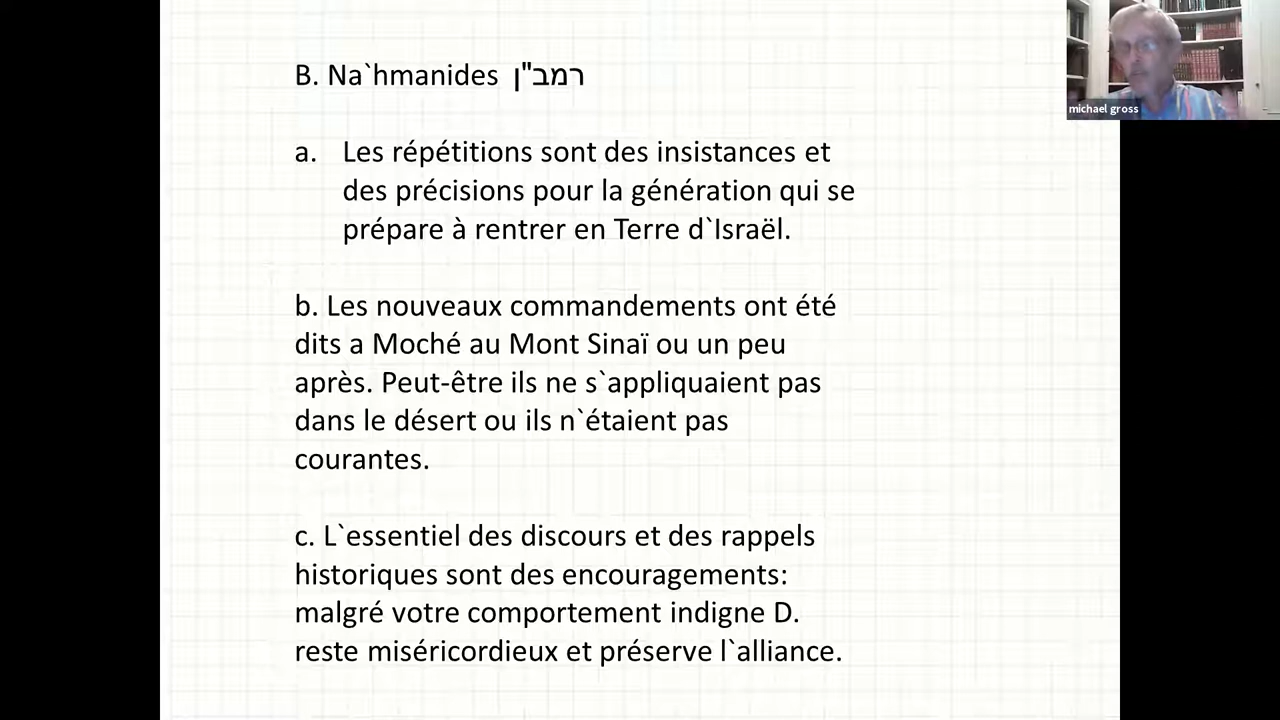 B. Na`hmanides רמב"ן
a. Les répétitions sont des insistances et
des précisions pour la génération qui se
prépare à rentrer en Terre d`Israël.
b. Les nouveaux commandements ont été
dits a Moché au Mont Sinaï ou un peu
après. Peut-être ils ne s`appliquaient pas
dans le désert ou ils n`étaient pas
courantes.
c. L`essentiel des discours et des rappels
historiques sont des encouragements:
malgré votre comportement indigne D.
reste miséricordieux et préserve l`alliance.
michael gross